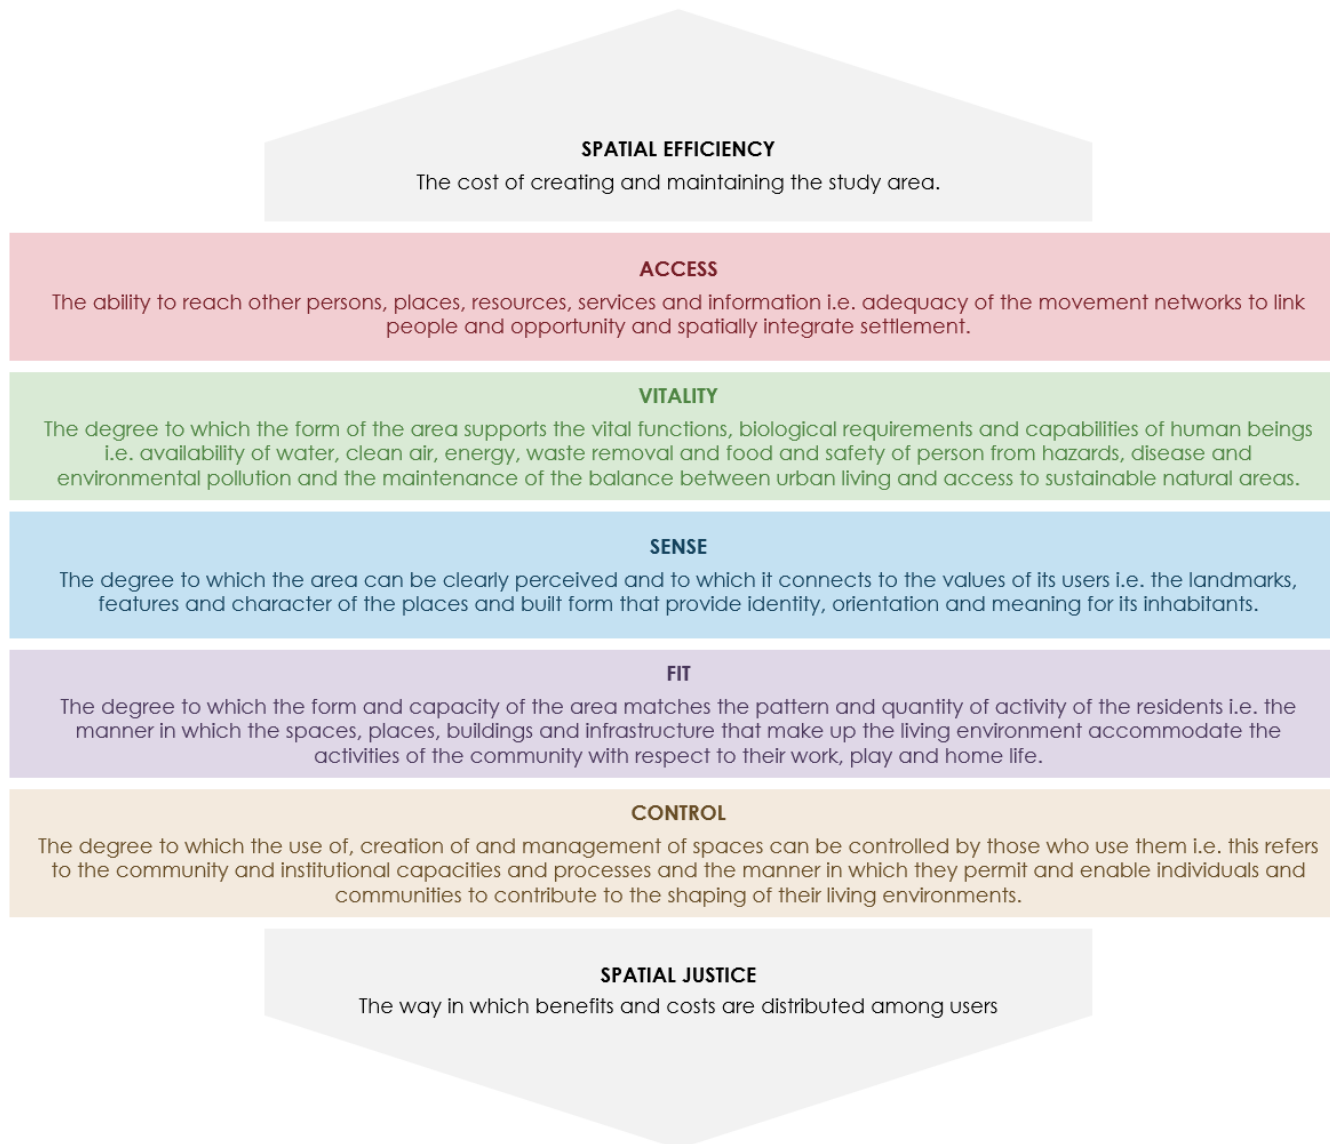 SPATIAL EFFICIENCY
The cost of creating and maintaining the study area.
ACCESS
The ability to reach other persons, places, resources, services and information i.e. adequacy of the movement networks to link
people and opportunity and spatially integrate settlement.
VITALITY
The degree to which the form of the area supports the vital functions, biological requirements and capabilities of human beings
i.e. availability of water, clean air, energy, waste removal and food and safety of person from hazards, disease and
environmental pollution and the maintenance of the balance between urban living and access to sustainable natural areas.
SENSE
The degree to which the area can be clearly perceived and to which it connects to the values of its users i.e. the landmarks,
features and character of the places and built form that provide identity, orientation and meaning for its inhabitants.
FIT
The degree to which the form and capacity of the area matches the pattern and quantity of activity of the residents i.e. the
manner in which the spaces, places, buildings and infrastructure that make up the living environment accommodate the
activities of the community with respect to their work, play and home life.
CONTROL
The degree to which the use of, creation of and management of spaces can be controlled by those who use them i.e. this refers
to the community and institutional capacities and processes and the manner in which they permit and enable individuals and
communities to contribute to the shaping of their living environments.
SPATIAL JUSTICE
The way in which benefits and costs are distributed among users